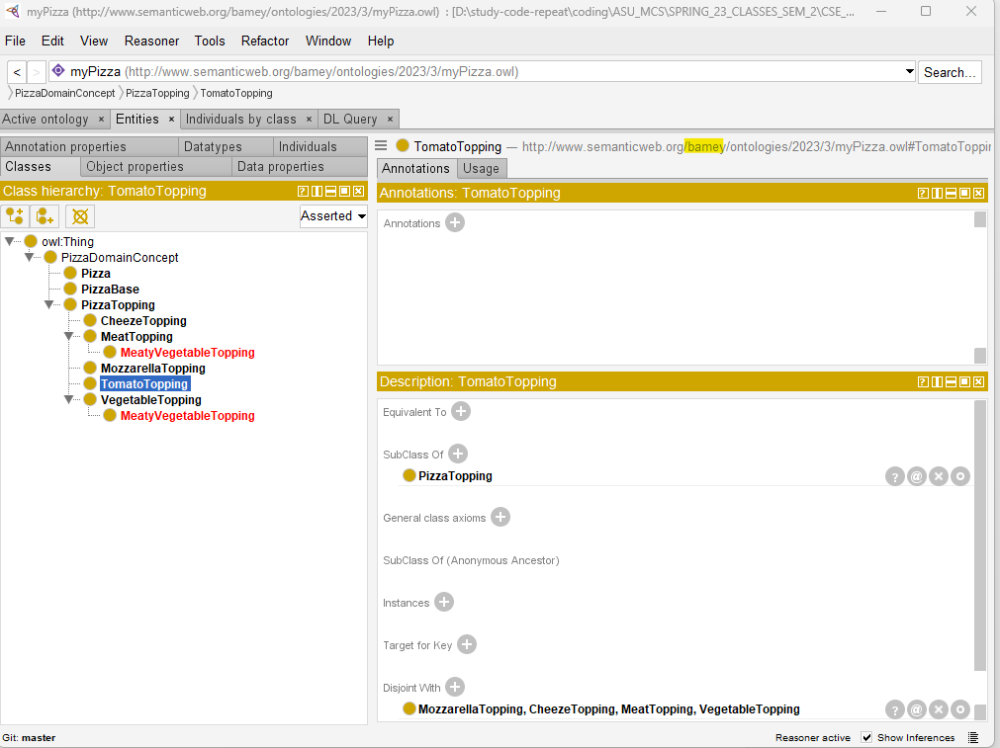 myPizza (http://www.semanticweb.org/bamey/ontologies/2023/3/myPizza.owl) : [D:\study-code-repeat\coding\ASU_MCS\SPRING_23_CLASSES_SEM_2\CSE_...
File Edit View Reasoner Tools Refactor Window Help
< > myPizza (http://www.semanticweb.org/bamey/ontologies/2023/3/myPizza.owl) Search...
PizzaDomainConcept PizzaTopping TomatoTopping
Active ontology × Entities × Individuals by class × DL Query ×
Annotation properties Datatypes Individuals
Classes Object properties Data properties
Class hierarchy: TomatoTopping
Asserted
owl:Thing
PizzaDomainConcept
Pizza
PizzaBase
PizzaTopping
CheezeTopping
MeatTopping
MeatyVegetableTopping
MozzarellaTopping
TomatoTopping
VegetableTopping
MeatyVegetableTopping
TomatoTopping — http://www.semanticweb.org/bamey/ontologies/2023/3/myPizza.owl#TomatoToppin
Annotations Usage
Annotations: TomatoTopping
Annotations
Description: TomatoTopping
Equivalent To
SubClass Of
PizzaTopping
General class axioms
SubClass Of (Anonymous Ancestor)
Instances
Target for Key
Disjoint With
MozzarellaTopping, CheezeTopping, MeatTopping, VegetableTopping
Git: master
Reasoner active Show Inferences